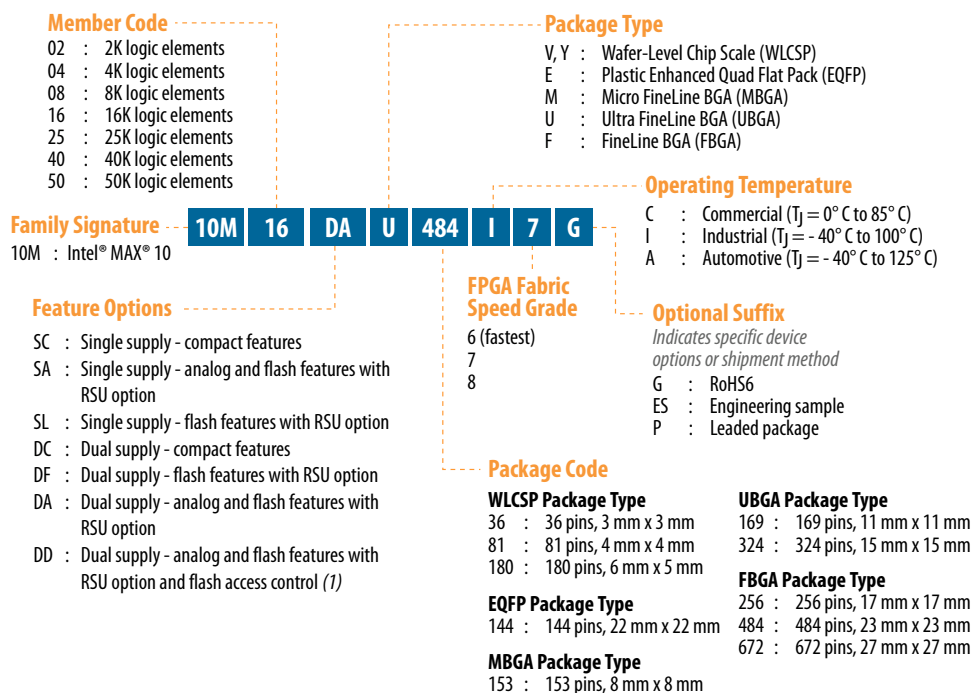 Member Code
02 : 2K logic elements
04 : 4K logic elements
08 : 8K logic elements
16 : 16K logic elements
25 : 25K logic elements
40 : 40K logic elements
50 : 50K logic elements
Package Type
V, Y : Wafer-Level Chip Scale (WLCSP)
E : Plastic Enhanced Quad Flat Pack (EQFP)
M : Micro FineLine BGA (MBGA)
U : Ultra FineLine BGA (UBGA)
F : FineLine BGA (FBGA)
Family Signature
10M : Intel® MAX® 10
10M 16 DA U 484 I 7 G
Operating Temperature
C : Commercial (TJ = 0° C to 85° C)
I : Industrial (TJ = - 40° C to 100° C)
A : Automotive (TJ = - 40° C to 125° C)
Feature Options
SC : Single supply - compact features
SA : Single supply - analog and flash features with
RSU option
SL : Single supply - flash features with RSU option
DC : Dual supply - compact features
DF : Dual supply - flash features with RSU option
DA : Dual supply - analog and flash features with
RSU option
DD : Dual supply - analog and flash features with
RSU option and flash access control (1)
FPGA Fabric
Speed Grade
6 (fastest)
7
8
Optional Suffix
Indicates specific device
options or shipment method
G : RoHS6
ES : Engineering sample
P : Leaded package
Package Code
WLCSP Package Type
36 : 36 pins, 3 mm x 3 mm
81 : 81 pins, 4 mm x 4 mm
180 : 180 pins, 6 mm x 5 mm
EQFP Package Type
144 : 144 pins, 22 mm x 22 mm
MBGA Package Type
153 : 153 pins, 8 mm x 8 mm
UBGA Package Type
169 : 169 pins, 11 mm x 11 mm
324 : 324 pins, 15 mm x 15 mm
FBGA Package Type
256 : 256 pins, 17 mm x 17 mm
484 : 484 pins, 23 mm x 23 mm
672 : 672 pins, 27 mm x 27 mm